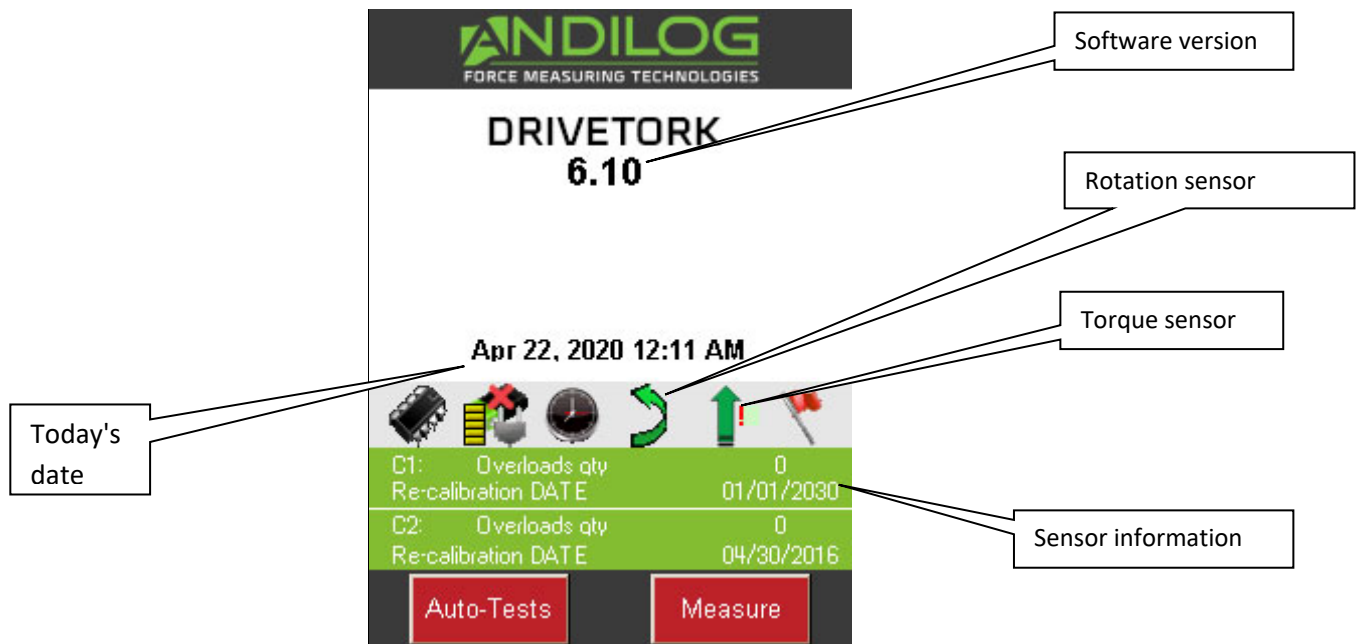 ANDILOG
FORCE MEASURING TECHNOLOGIES
Software version
DRIVETORK
6.10
Rotation sensor
Torque sensor
Apr 22, 2020 12:11 AM
Today's
date
C1: Overloads qty 0
Re-calibration DATE 01/01/2030
C2: Overloads qty 0
Re-calibration DATE 04/30/2016
Sensor information
Auto-Tests Measure